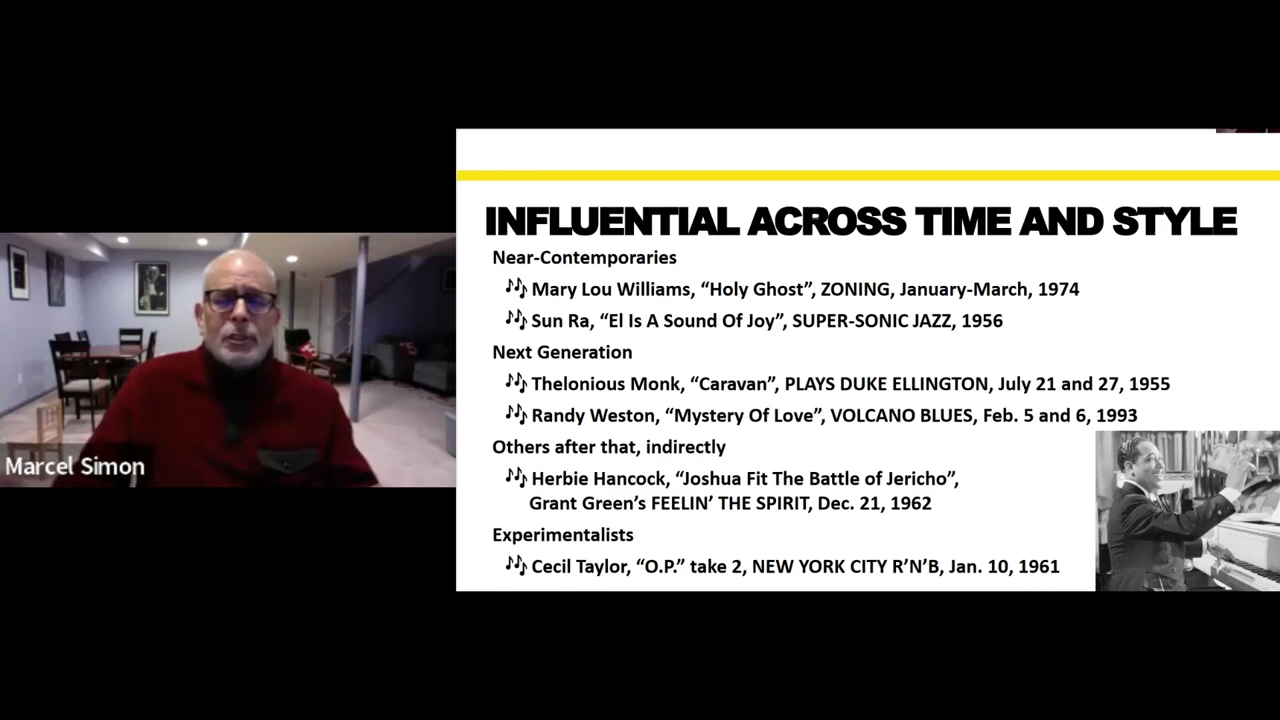 INFLUENTIAL ACROSS TIME AND STYLE
Near-Contemporaries
Mary Lou Williams, “Holy Ghost”, ZONING, January-March, 1974
Sun Ra, “El Is A Sound Of Joy”, SUPER-SONIC JAZZ, 1956
Next Generation
Thelonious Monk, “Caravan”, PLAYS DUKE ELLINGTON, July 21 and 27, 1955
Randy Weston, “Mystery Of Love”, VOLCANO BLUES, Feb. 5 and 6, 1993
Others after that, indirectly
Herbie Hancock, “Joshua Fit The Battle of Jericho”,
Grant Green’s FEELIN’ THE SPIRIT, Dec. 21, 1962
Experimentalists
Cecil Taylor, “O.P.” take 2, NEW YORK CITY R’N’B, Jan. 10, 1961
Marcel Simon